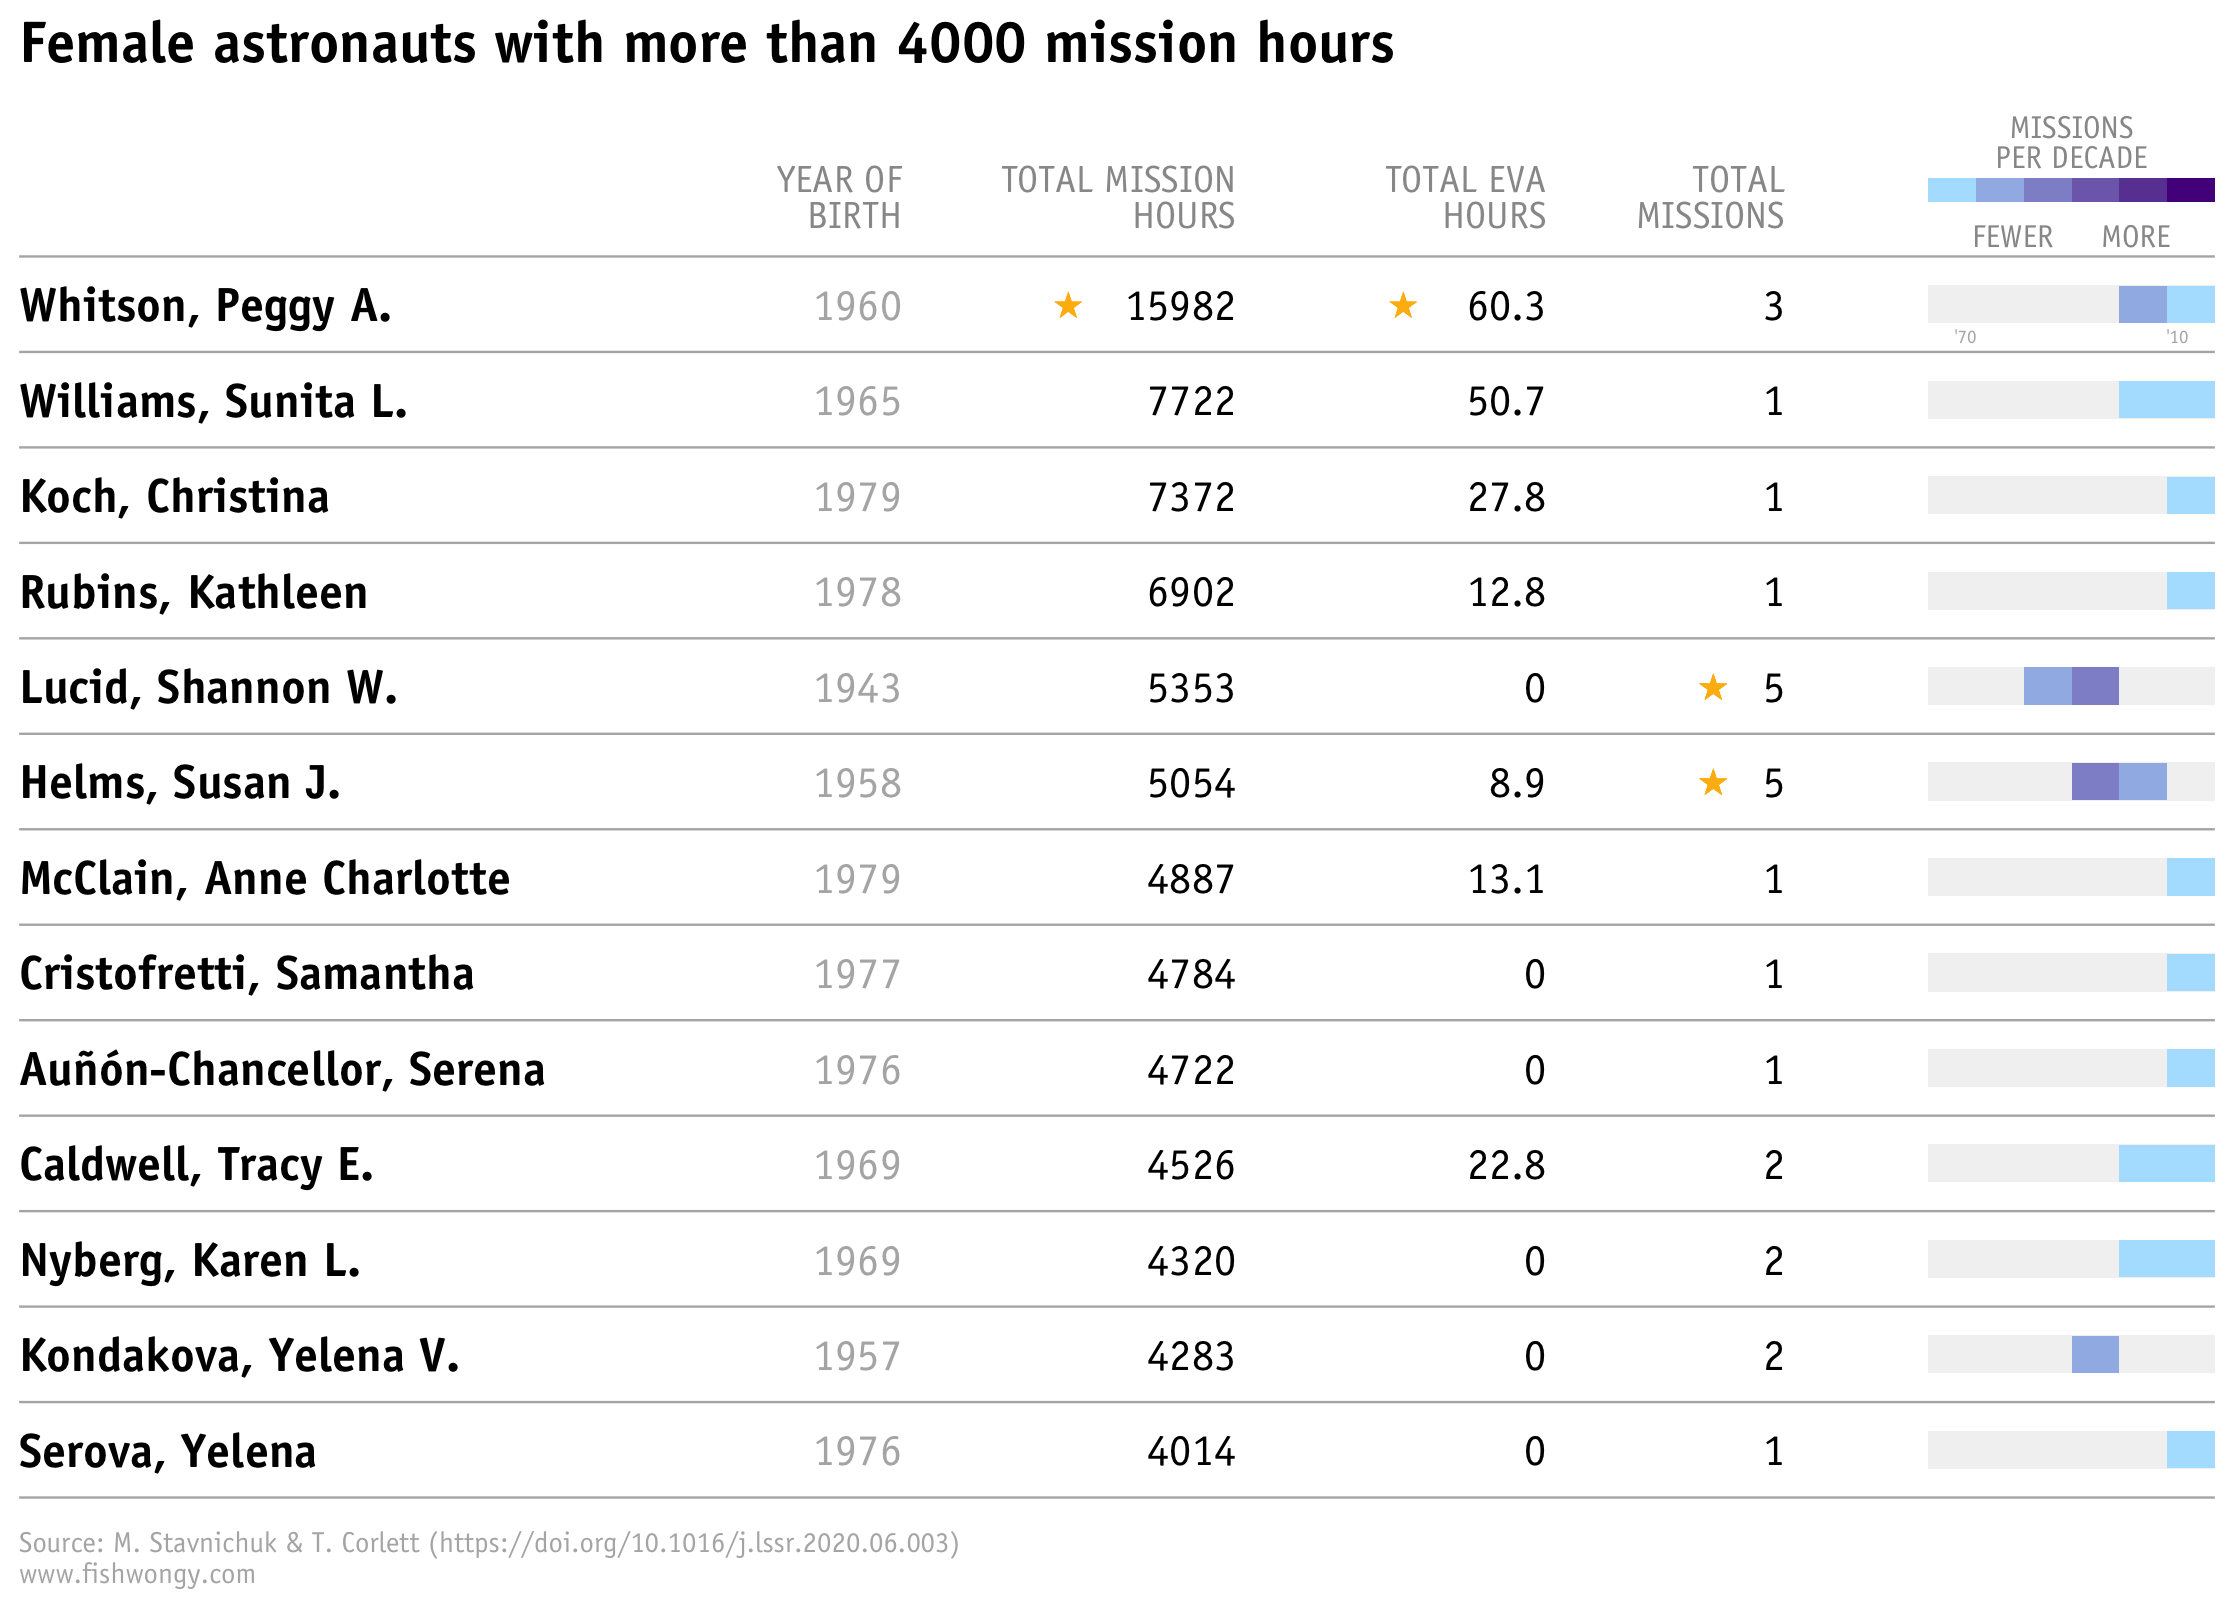 Female astronauts with more than 4000 mission hours
MISSIONS
PER DECADE
YEAR OF
BIRTH
TOTAL MISSION
HOURS
TOTAL EVA
HOURS
TOTAL
MISSIONS
FEWER MORE
Whitson, Peggy A. 1960 ★ 15982 ★ 60.3 3
'70 '10
Williams, Sunita L. 1965 7722 50.7 1
Koch, Christina 1979 7372 27.8 1
Rubins, Kathleen 1978 6902 12.8 1
Lucid, Shannon W. 1943 5353 0 ★ 5
Helms, Susan J. 1958 5054 8.9 ★ 5
McClain, Anne Charlotte 1979 4887 13.1 1
Cristofretti, Samantha 1977 4784 0 1
Auñón-Chancellor, Serena 1976 4722 0 1
Caldwell, Tracy E. 1969 4526 22.8 2
Nyberg, Karen L. 1969 4320 0 2
Kondakova, Yelena V. 1957 4283 0 2
Serova, Yelena 1976 4014 0 1
Source: M. Stavnichuk & T. Corlett (https://doi.org/10.1016/j.lssr.2020.06.003)
www.fishwongy.com